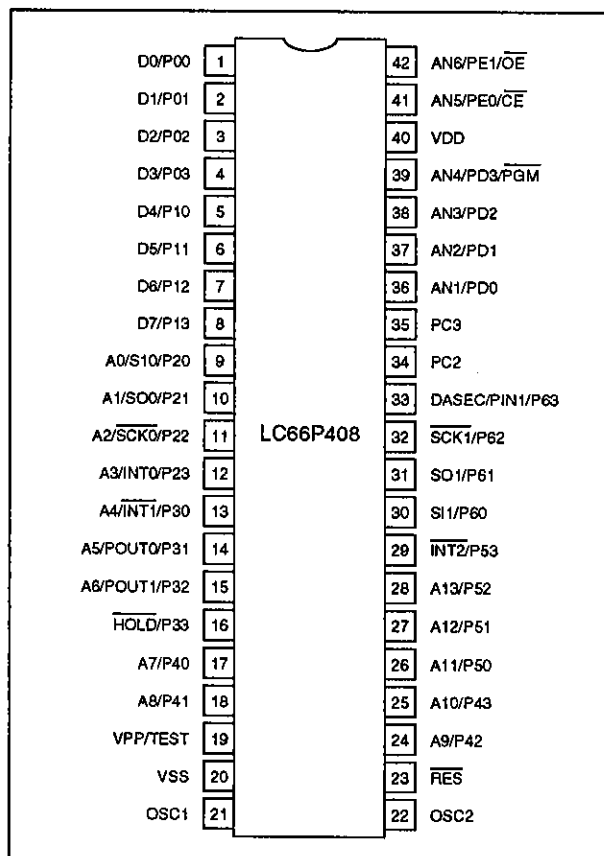 D0/P00 1 42 AN6/PE1/OE
D1/P01 2 41 AN5/PE0/CE
D2/P02 3 40 VDD
D3/P03 4 39 AN4/PD3/PGM
D4/P10 5 38 AN3/PD2
D5/P11 6 37 AN2/PD1
D6/P12 7 36 AN1/PD0
D7/P13 8 35 PC3
A0/S10/P20 9 34 PC2
A1/SO0/P21 10 33 DASEC/PIN1/P63
A2/SCK0/P22 11 LC66P408 32 SCK1/P62
A3/INT0/P23 12 31 SO1/P61
A4/INT1/P30 13 30 SI1/P60
A5/POUT0/P31 14 29 INT2/P53
A6/POUT1/P32 15 28 A13/P52
HOLD/P33 16 27 A12/P51
A7/P40 17 26 A11/P50
A8/P41 18 25 A10/P43
VPP/TEST 19 24 A9/P42
VSS 20 23 RES
OSC1 21 22 OSC2